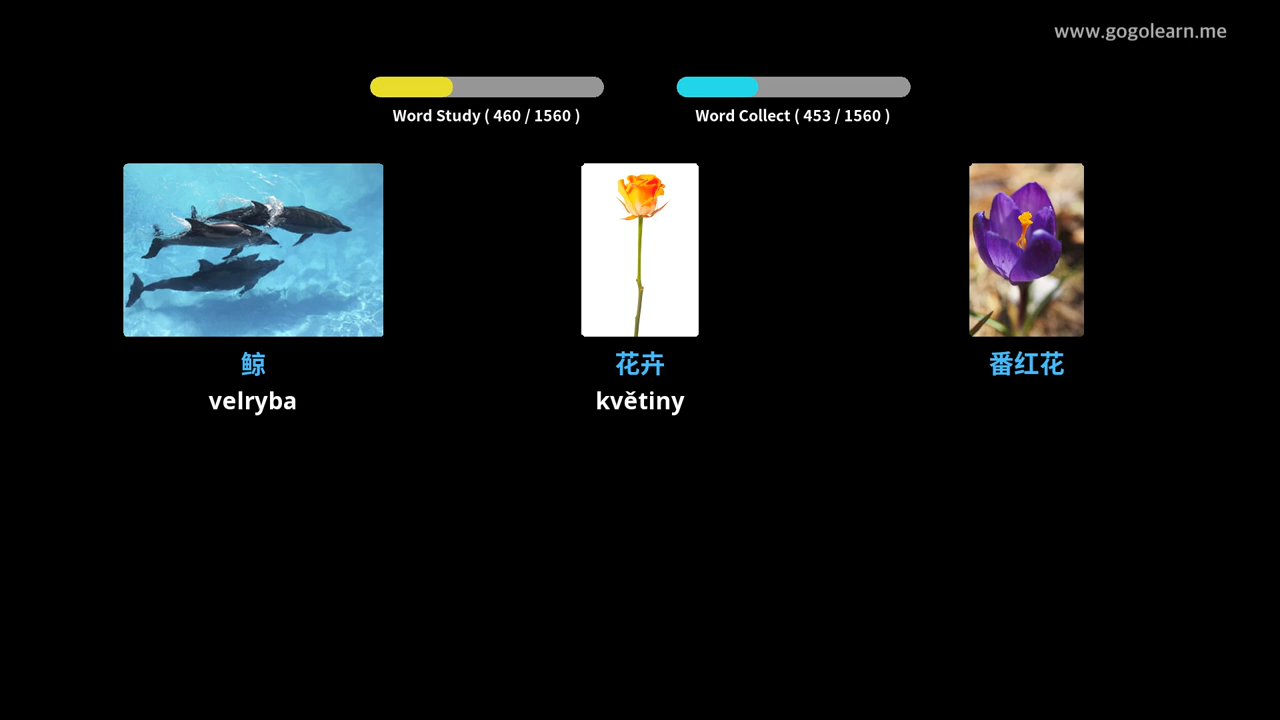 www.gogolearn.me
Word Study ( 460 / 1560 )
Word Collect ( 453 / 1560 )
鲸
花卉
番红花
velryba
květiny